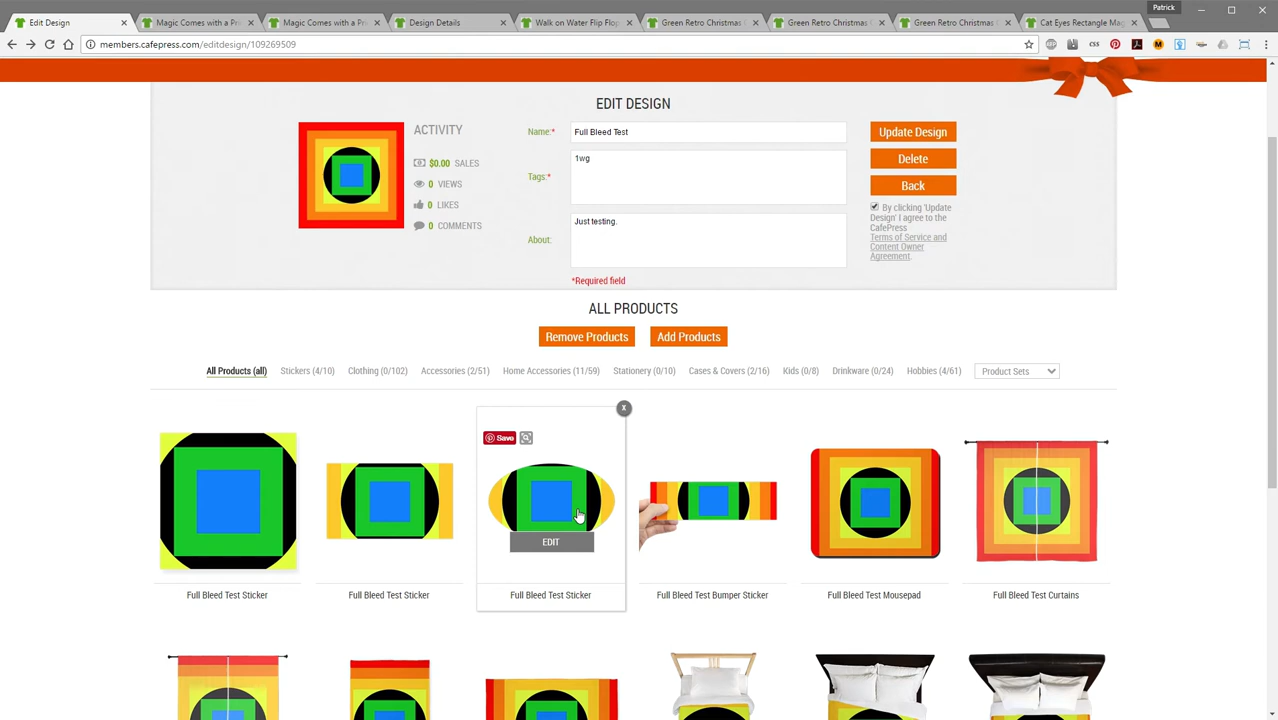 Patrick
Edit Design
Magic Comes with a Pri
Magic Comes with a Pri
Design Details
Walk on Water Flip Flop
Green Retro Christmas
Green Retro Christmas C
Green Retro Christmas C
Cat Eyes Rectangle Mag
members.cafepress.com/editdesign/109269509
CSS
EDIT DESIGN
ACTIVITY
$0.00 SALES
0 VIEWS
0 LIKES
0 COMMENTS
Name:*
Full Bleed Test
Tags:*
1wg
About:
Just testing.
*Required field
Update Design
Delete
Back
By clicking 'Update
Design' I agree to the
CafePress
Terms of Service and
Content Owner
Agreement.
ALL PRODUCTS
Remove Products
Add Products
All Products (all)
Stickers (4/10)
Clothing (0/102)
Accessories (2/51)
Home Accessories (11/59)
Stationery (0/10)
Cases & Covers (2/16)
Kids (0/8)
Drinkware (0/24)
Hobbies (4/61)
Product Sets
X
Save
EDIT
Full Bleed Test Sticker
Full Bleed Test Sticker
Full Bleed Test Sticker
Full Bleed Test Bumper Sticker
Full Bleed Test Mousepad
Full Bleed Test Curtains